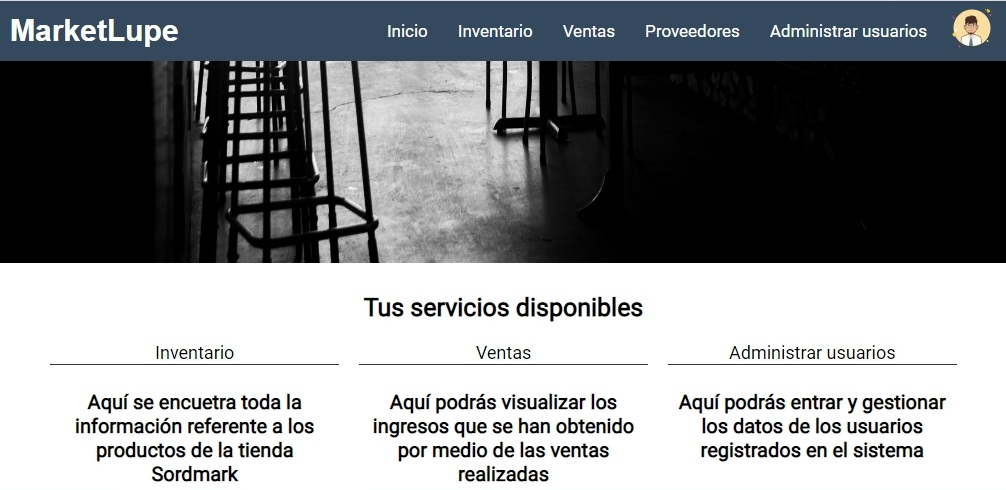 MarketLupe
Inicio Inventario Ventas Proveedores Administrar usuarios
Tus servicios disponibles
Inventario
Aquí se encuetra toda la
información referente a los
productos de la tienda
Sordmark
Ventas
Aquí podrás visualizar los
ingresos que se han obtenido
por medio de las ventas
realizadas
Administrar usuarios
Aquí podrás entrar y gestionar
los datos de los usuarios
registrados en el sistema